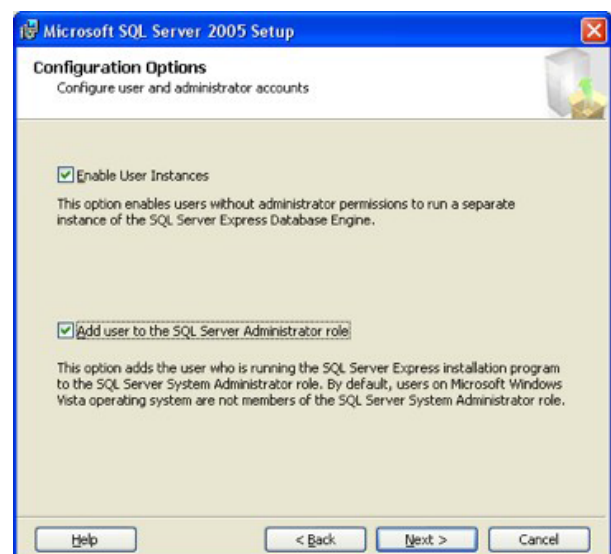 Microsoft SQL Server 2005 Setup
Configuration Options
Configure user and administrator accounts
Enable User Instances
This option enables users without administrator permissions to run a separate
instance of the SQL Server Express Database Engine.
Add user to the SQL Server Administrator role
This option adds the user who is running the SQL Server Express installation program
to the SQL Server System Administrator role. By default, users on Microsoft Windows
Vista operating system are not members of the SQL Server System Administrator role.
Help
< Back
Next >
Cancel